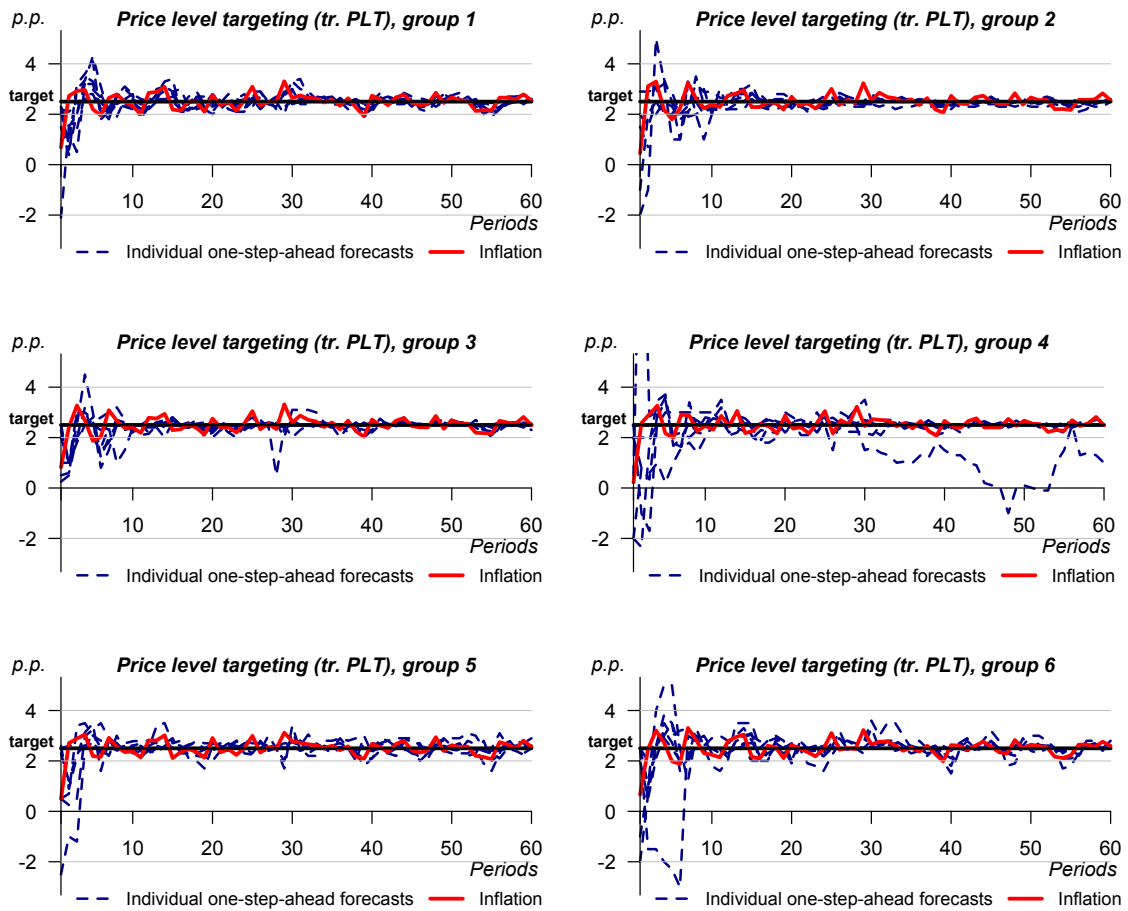 p.p. Price level targeting (tr. PLT), group 1
4
target
2
0
10 20 30 40 50 60
-2
Periods
Individual one-step-ahead forecasts Inflation
p.p. Price level targeting (tr. PLT), group 2
4
target
2
0
10 20 30 40 50 60
-2
Periods
Individual one-step-ahead forecasts Inflation
p.p. Price level targeting (tr. PLT), group 3
4
target
2
0
10 20 30 40 50 60
-2
Periods
Individual one-step-ahead forecasts Inflation
p.p. Price level targeting (tr. PLT), group 4
4
target
2
0
10 20 30 40 50 60
-2
Periods
Individual one-step-ahead forecasts Inflation
p.p. Price level targeting (tr. PLT), group 5
4
target
2
0
10 20 30 40 50 60
-2
Periods
Individual one-step-ahead forecasts Inflation
p.p. Price level targeting (tr. PLT), group 6
4
target
2
0
10 20 30 40 50 60
-2
Periods
Individual one-step-ahead forecasts Inflation